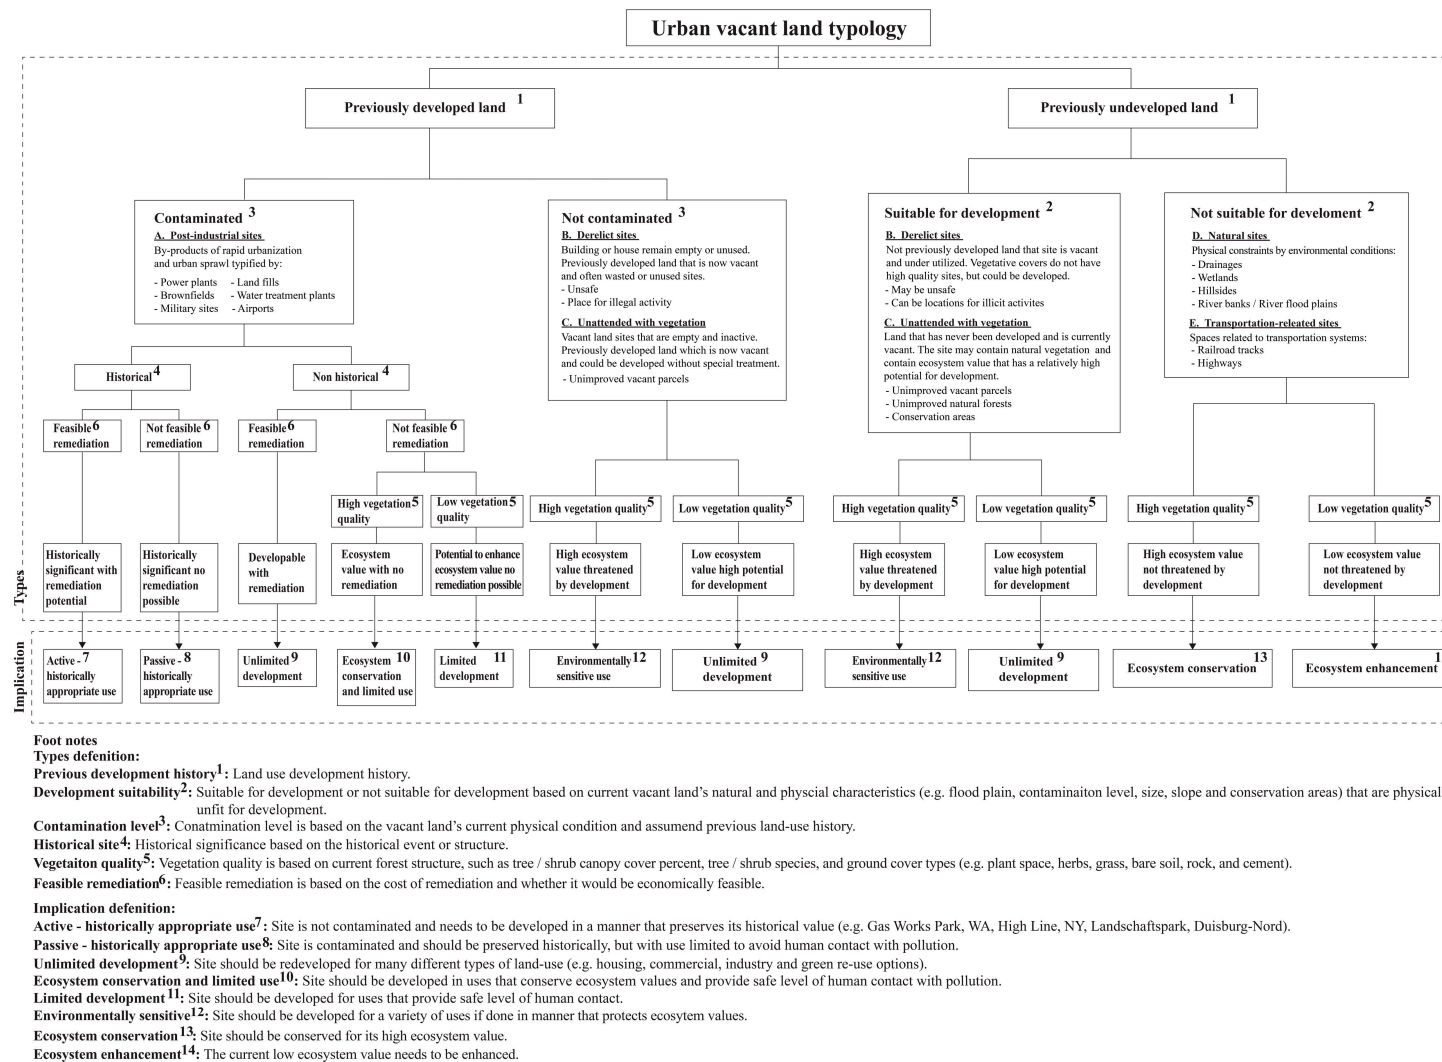 Urban vacant land typology
Previously developed land 1
Previously undeveloped land 1
Contaminated 3
A. Post-industrial sites
By-products of rapid urbanization
and urban sprawl typified by:
- Power plants - Land fills
- Brownfields - Water treatment plants
- Military sites - Airports
Not contaminated 3
B. Derelict sites
Building or house remain empty or unused.
Previously developed land that is now vacant
and often wasted or unused sites.
- Unsafe
- Place for illegal activity
C. Unattended with vegetation
Vacant land sites that are empty and inactive.
Previously developed land which is now vacant
and could be developed without special treatment.
- Unimproved vacant parcels
Suitable for development 2
B. Derelict sites
Not previously developed land that site is vacant
and under utilized. Vegetative covers do not have
high quality sites, but could be developed.
- May be unsafe
- Can be locations for illicit activites
C. Unattended with vegetation
Land that has never been developed and is currently
vacant. The site may contain natural vegetation and
contain ecosystem value that has a relatively high
potential for development.
- Unimproved vacant parcels
- Unimproved natural forests
- Conservation areas
Not suitable for develoment 2
D. Natural sites
Physical constraints by environmental conditions:
- Drainages
- Wetlands
- Hillsides
- River banks / River flood plains
E. Transportation-releated sites
Spaces related to transportation systems:
- Railroad tracks
- Highways
Historical 4
Non historical 4
Feasible 6
remediation
Not feasible 6
remediation
Feasible 6
remediation
Not feasible 6
remediation
High vegetation 5
quality
Low vegetation 5
quality
High vegetation quality 5
Low vegetation quality 5
High vegetation quality 5
Low vegetation quality 5
High vegetation quality 5
Low vegetation quality 5
Historically
significant with
remediation
potential
Historically
significant no
remediation
possible
Developable
with
remediation
Ecosystem
value with no
remediation
Potential to enhance
ecosystem value no
remediation possible
High ecosystem
value threatened
by development
Low ecosystem
value high potential
for development
High ecosystem
value threatened
by development
Low ecosystem
value high potential
for development
High ecosystem value
not threatened by
development
Low ecosystem value
not threatened by
development
Types
Active - 7
historically
appropriate use
Passive - 8
historically
appropriate use
Unlimited 9
development
Ecosystem 10
conservation
and limited use
Limited 11
development
Environmentally 12
sensitive use
Unlimited 9
development
Environmentally 12
sensitive use
Unlimited 9
development
Ecosystem conservation 13
Ecosystem enhancement 1
Implication
Foot notes
Types defenition:
Previous development history1: Land use development history.
Development suitability2: Suitable for development or not suitable for development based on current vacant land's natural and physcial characteristics (e.g. flood plain, contaminaiton level, size, slope and conservation areas) that are physical
unfit for development.
Contamination level3: Conatmination level is based on the vacant land's current physical condition and assumend previous land-use history.
Historical site4: Historical significance based on the historical event or structure.
Vegetaiton quality5: Vegetation quality is based on current forest structure, such as tree / shrub canopy cover percent, tree / shrub species, and ground cover types (e.g. plant space, herbs, grass, bare soil, rock, and cement).
Feasible remediation6: Feasible remediation is based on the cost of remediation and whether it would be economically feasible.
Implication defenition:
Active - historically appropriate use7: Site is not contaminated and needs to be developed in a manner that preserves its historical value (e.g. Gas Works Park, WA, High Line, NY, Landschaftspark, Duisburg-Nord).
Passive - historically appropriate use8: Site is contaminated and should be preserved historically, but with use limited to avoid human contact with pollution.
Unlimited development9: Site should be redeveloped for many different types of land-use (e.g. housing, commercial, industry and green re-use options).
Ecosystem conservation and limited use10: Site should be developed in uses that conserve ecosystem values and provide safe level of human contact with pollution.
Limited development11: Site should be developed for uses that provide safe level of human contact.
Environmentally sensitive12: Site should be developed for a variety of uses if done in manner that protects ecosytem values.
Ecosystem conservation13: Site should be conserved for its high ecosystem value.
Ecosystem enhancement14: The current low ecosystem value needs to be enhanced.